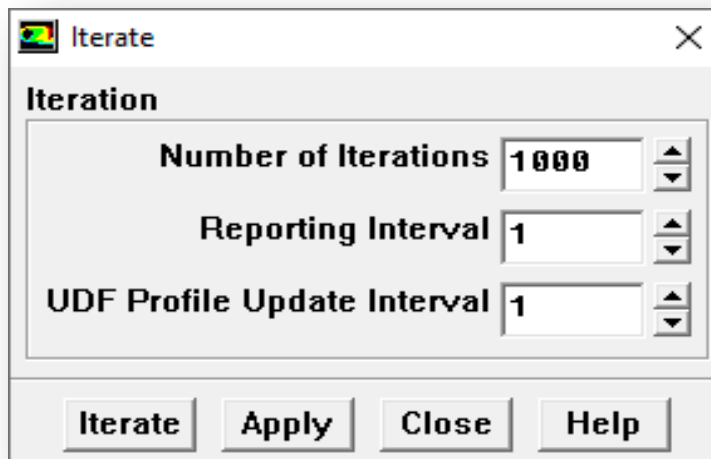 Iterate
Iteration
Number of Iterations 1000
Reporting Interval 1
UDF Profile Update Interval 1
Iterate Apply Close Help